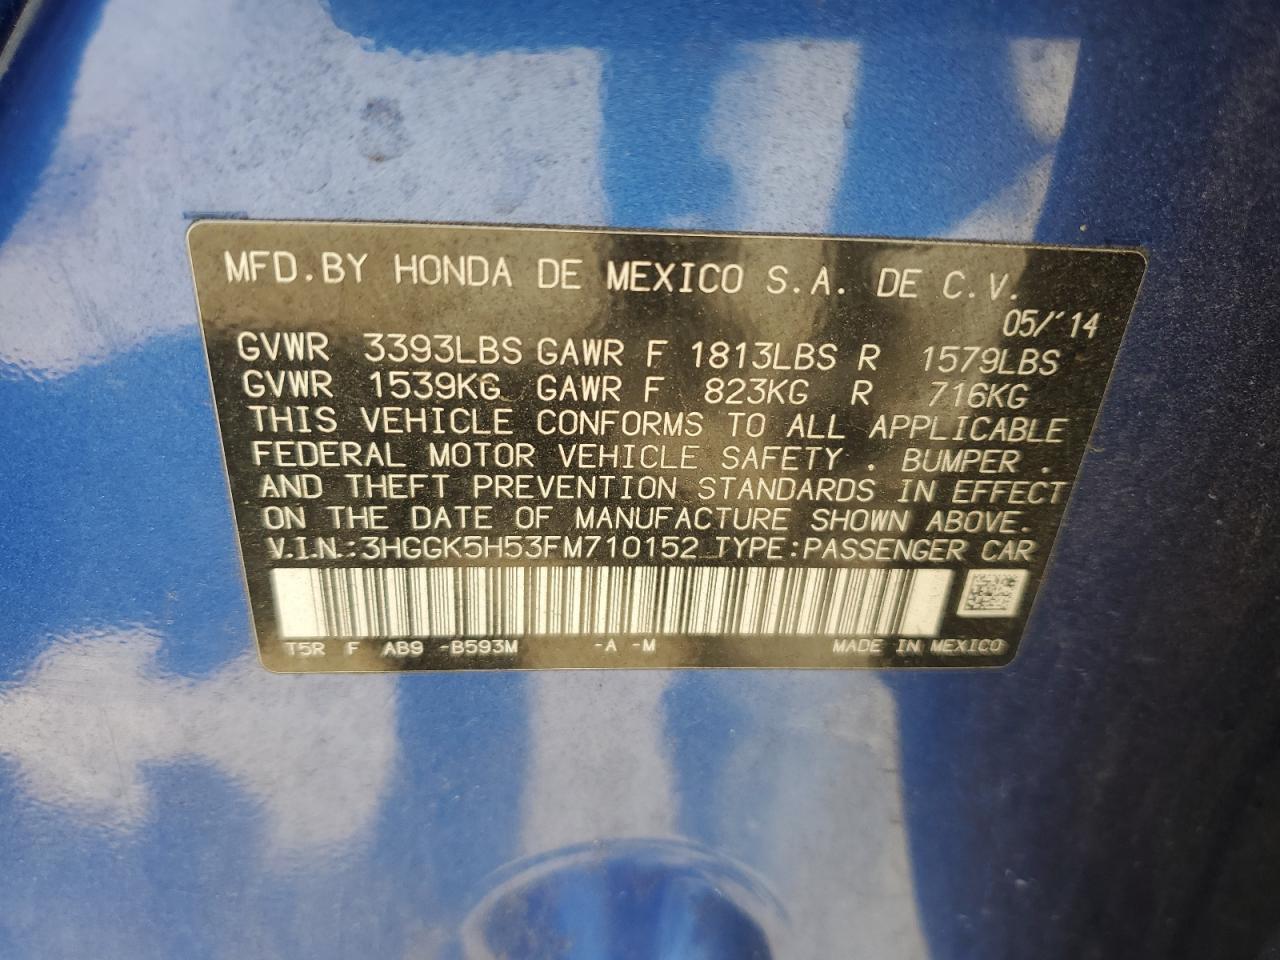 MFD.BY HONDA DE MEXICO S.A. DE C.V.
05/'14
GVWR 3393LBS GAWR F 1813LBS R 1579LBS
GVWR 1539KG GAWR F 823KG R 716KG
THIS VEHICLE CONFORMS TO ALL APPLICABLE
FEDERAL MOTOR VEHICLE SAFETY , BUMPER ,
AND THEFT PREVENTION STANDARDS IN EFFECT
ON THE DATE OF MANUFACTURE SHOWN ABOVE.
V.I.N.:3HGGK5H53FM710152 TYPE:PASSENGER CAR
T5R F AB9 -B593M -A -M MADE IN MEXICO